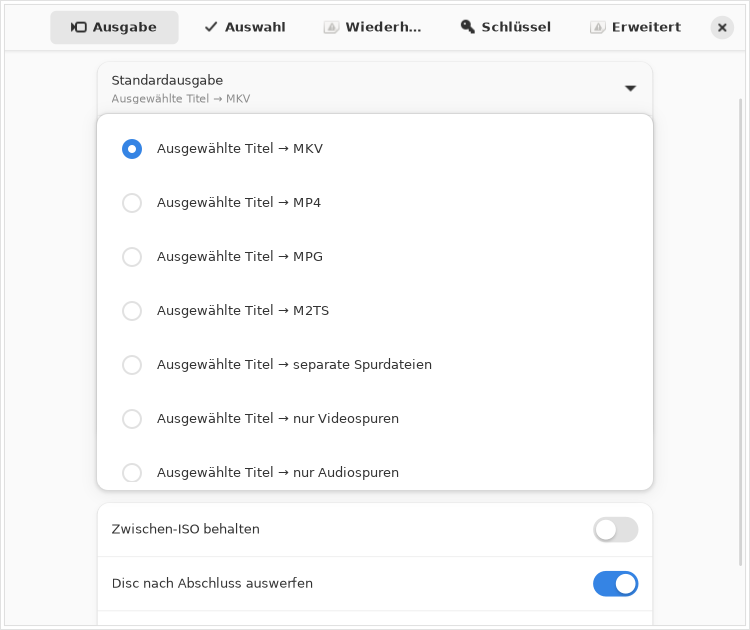 Ausgabe
Auswahl
Wiederh…
Schlüssel
Erweitert
Standardausgabe
Ausgewählte Titel → MKV
Ausgewählte Titel → MKV
Ausgewählte Titel → MP4
Ausgewählte Titel → MPG
Ausgewählte Titel → M2TS
Ausgewählte Titel → separate Spurdateien
Ausgewählte Titel → nur Videospuren
Ausgewählte Titel → nur Audiospuren
Zwischen-ISO behalten
Disc nach Abschluss auswerfen